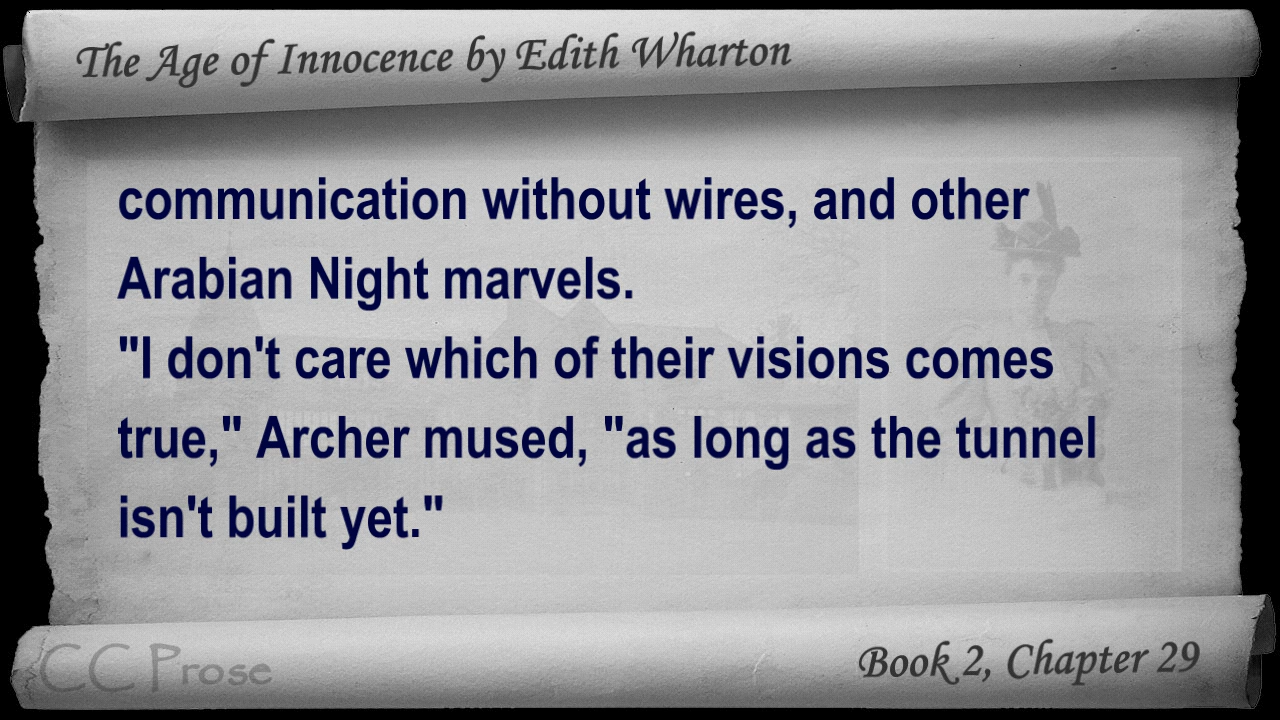 The Age of Innocence by Edith Wharton
communication without wires, and other
Arabian Night marvels.
"I don't care which of their visions comes
true," Archer mused, "as long as the tunnel
isn't built yet."
CC Prose
Book 2, Chapter 29